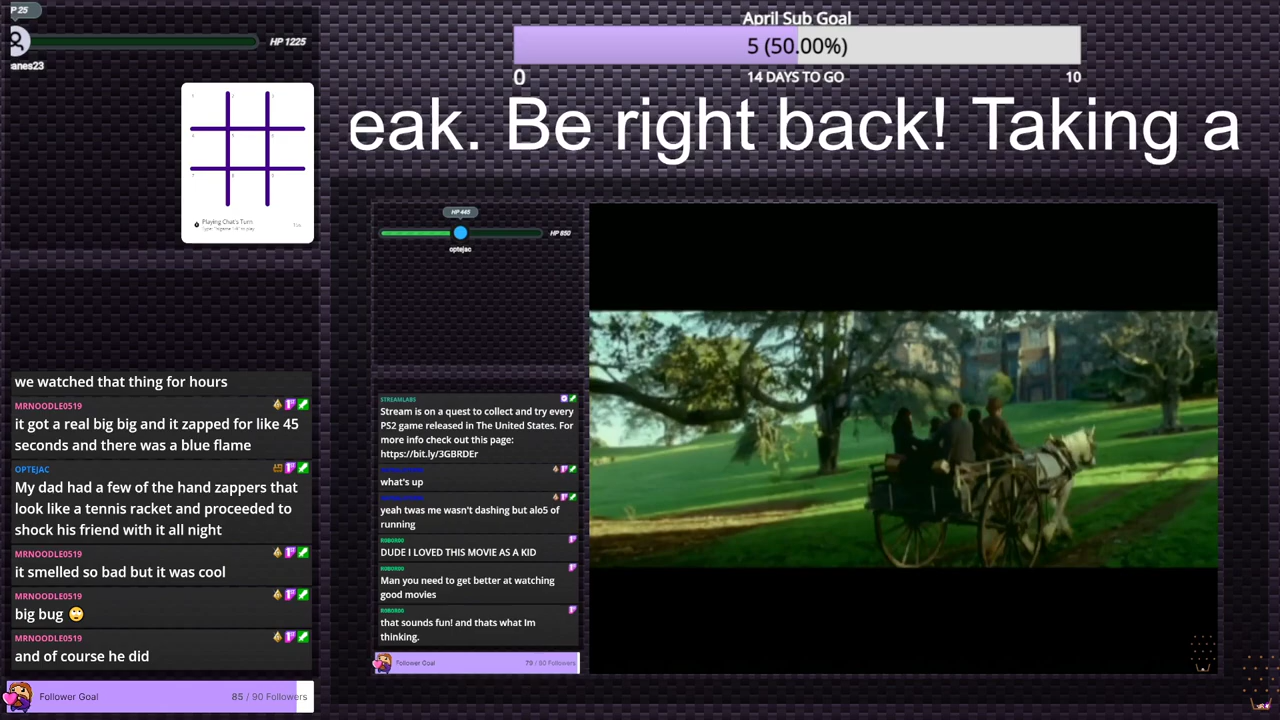 P 25
HP 1225
anes23
Playing Chat's Turn
April Sub Goal
5 (50.00%)
0
14 DAYS TO GO
10
eak. Be right back! Taking a
we watched that thing for hours
MRNOODLE0519
it got a real big big and it zapped for like 45
seconds and there was a blue flame
OPTEJAC
My dad had a few of the hand zappers that
look like a tennis racket and proceeded to
shock his friend with it all night
MRNOODLE0519
it smelled so bad but it was cool
MRNOODLE0519
big bug 🙄
MRNOODLE0519
and of course he did
Follower Goal
85 / 90 Followers
HP 445
HP 850
optejac
STREAMLABS
Stream is on a quest to collect and try every
PS2 game released in The United States. For
more info check out this page:
https://bit.ly/3GBRDEr
what's up
yeah twas me wasn't dashing but alo5 of
running
DUDE I LOVED THIS MOVIE AS A KID
Man you need to get better at watching
good movies
that sounds fun! and thats what Im
thinking.
Follower Goal
79 / 80 Followers